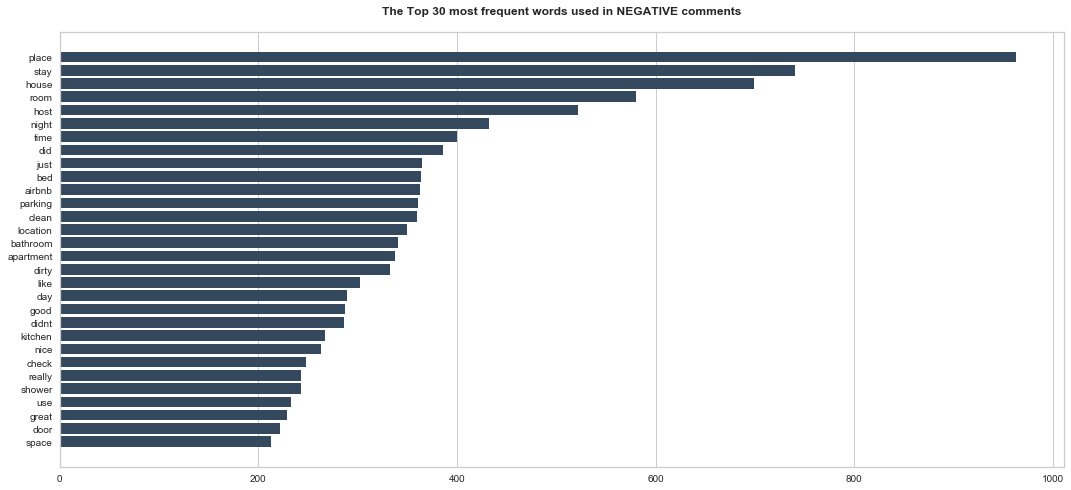 The Top 30 most frequent words used in NEGATIVE comments
place
stay
house
room
host
night
time
did
just
bed
airbnb
parking
clean
location
bathroom
apartment
dirty
like
day
good
didnt
kitchen
nice
check
really
shower
use
great
door
space
0 200 400 600 800 1000